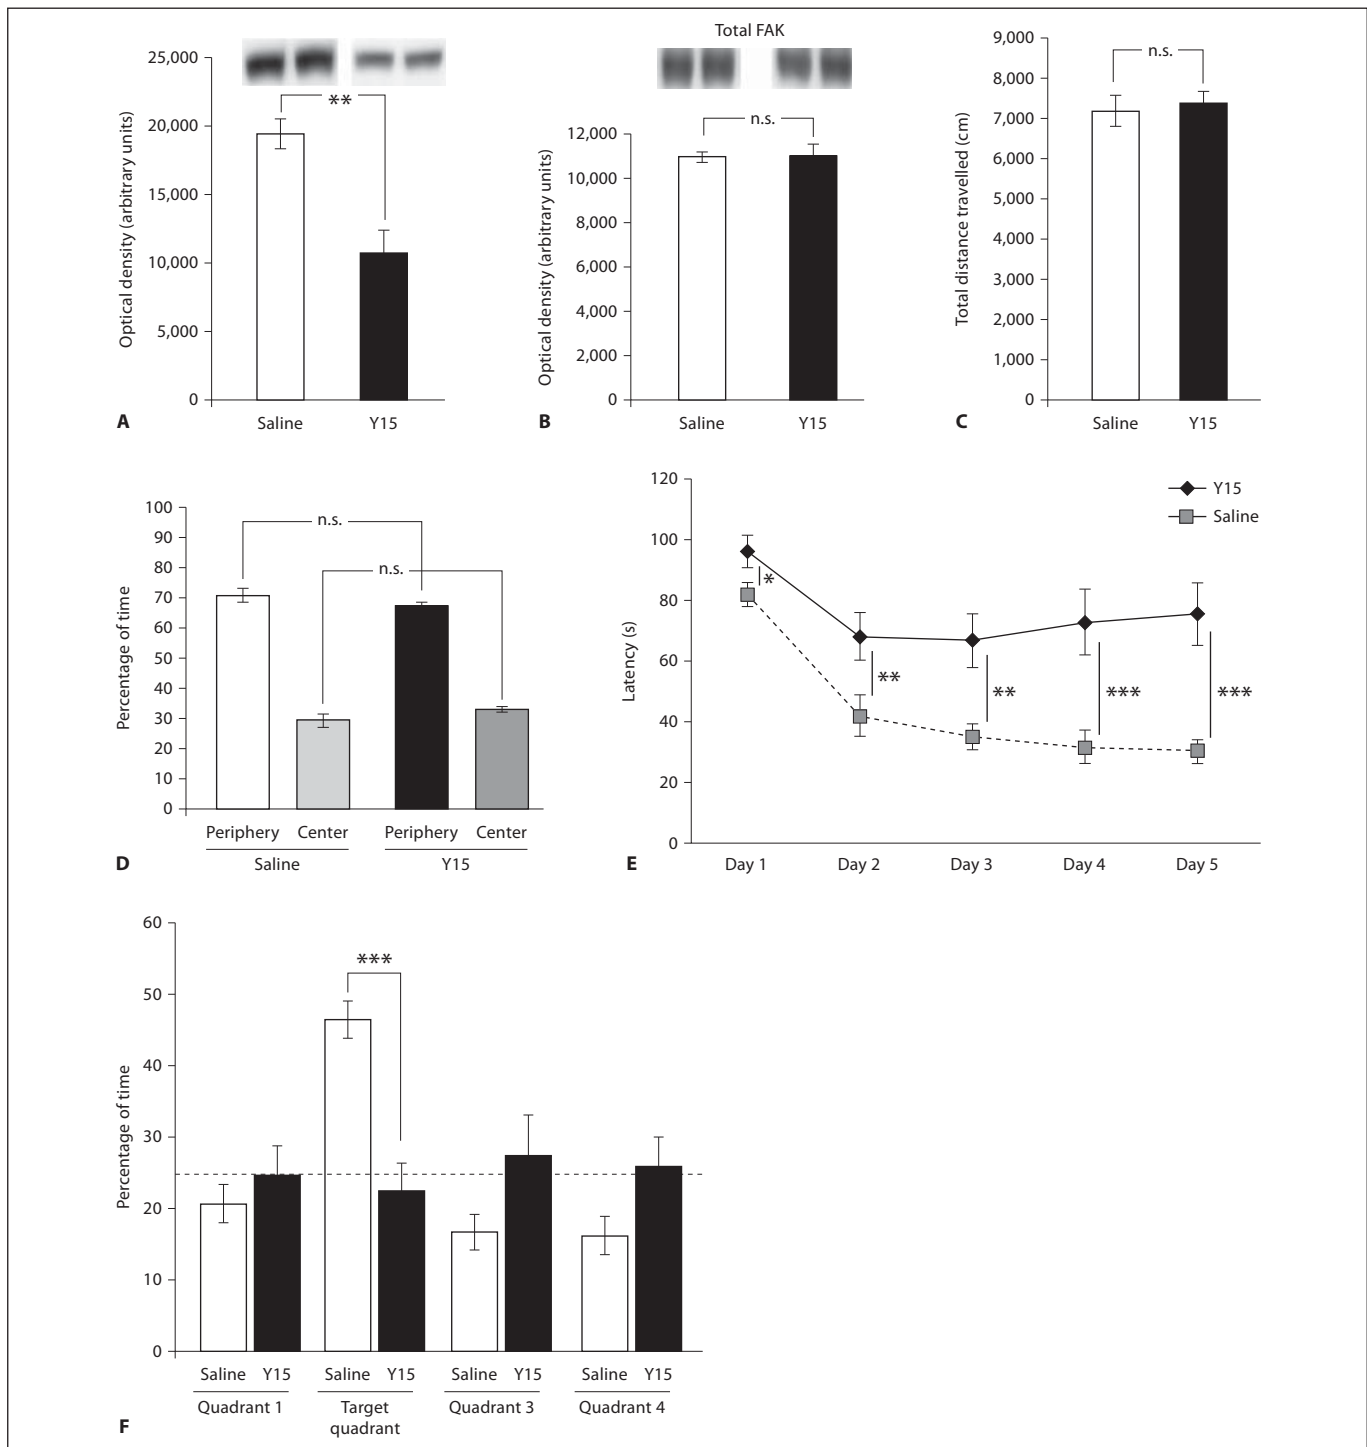 25,000
20,000
15,000
10,000
5,000
0
Optical density (arbitrary units)
**
Saline Y15
A
Total FAK
12,000
10,000
8,000
6,000
4,000
2,000
0
Optical density (arbitrary units)
n.s.
Saline Y15
B
9,000
8,000
7,000
6,000
5,000
4,000
3,000
2,000
1,000
0
Total distance travelled (cm)
n.s.
Saline Y15
C
100
90
80
70
60
50
40
30
20
10
0
Percentage of time
n.s.
n.s.
Periphery Center Periphery Center
Saline Y15
D
120
100
80
60
40
20
0
Latency (s)
Y15
Saline
*
**
**
***
***
Day 1 Day 2 Day 3 Day 4 Day 5
E
60
50
40
30
20
10
0
Percentage of time
***
Saline Y15 Saline Y15 Saline Y15 Saline Y15
Quadrant 1 Target quadrant Quadrant 3 Quadrant 4
F